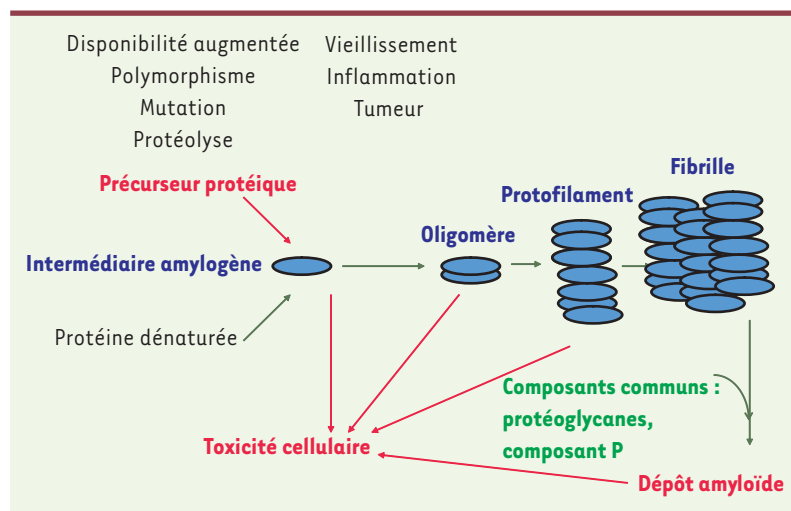 Disponibilité augmentée
Polymorphisme
Mutation
Protéolyse
Vieillissement
Inflammation
Tumeur
Précurseur protéique
Fibrille
Protofilament
Oligomère
Intermédiaire amylogène
Protéine dénaturée
Composants communs :
protéoglycanes,
composant P
Toxicité cellulaire
Dépôt amyloïde